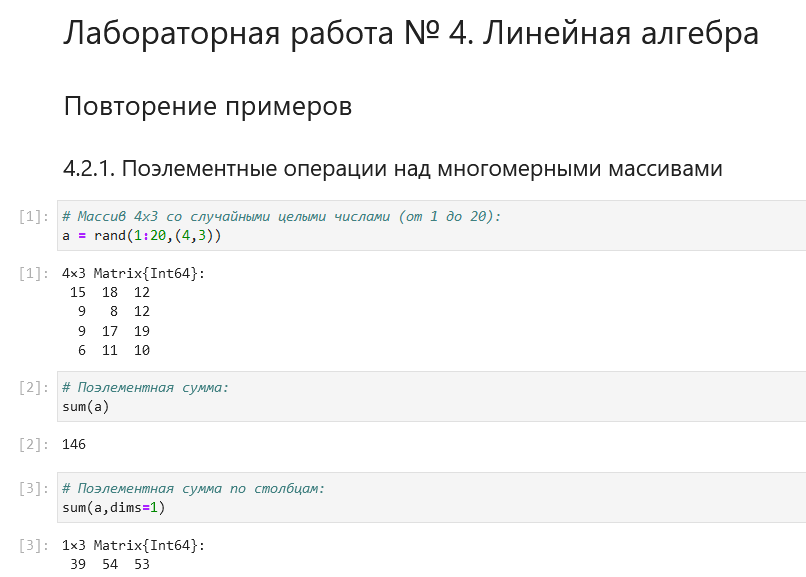 Лабораторная работа № 4. Линейная алгебра
Повторение примеров
4.2.1. Поэлементные операции над многомерными массивами
[1]: # Массив 4x3 со случайными целыми числами (от 1 до 20):
a = rand(1:20,(4,3))
[1]: 4×3 Matrix{Int64}:
15 18 12
9 8 12
9 17 19
6 11 10
[2]: # Поэлементная сумма:
sum(a)
[2]: 146
[3]: # Поэлементная сумма по столбцам:
sum(a,dims=1)
[3]: 1×3 Matrix{Int64}:
39 54 53